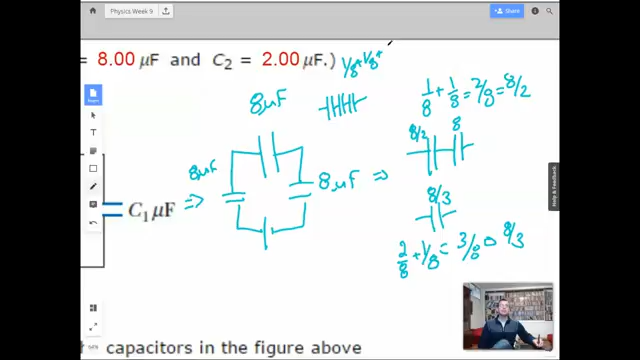 Physics Week 9
SHARE
= 8.00 μF and C2 = 2.00 μF.)
1/8 + 1/8 +
8μF
1/8 + 1/8 = 2/8 = 8/2
8/2 8
8μF
8μF ⇒
8/3
C1 μF ⇒
2/8 + 1/8 = 3/8 8/3
Help & Feedback
capacitors in the figure above